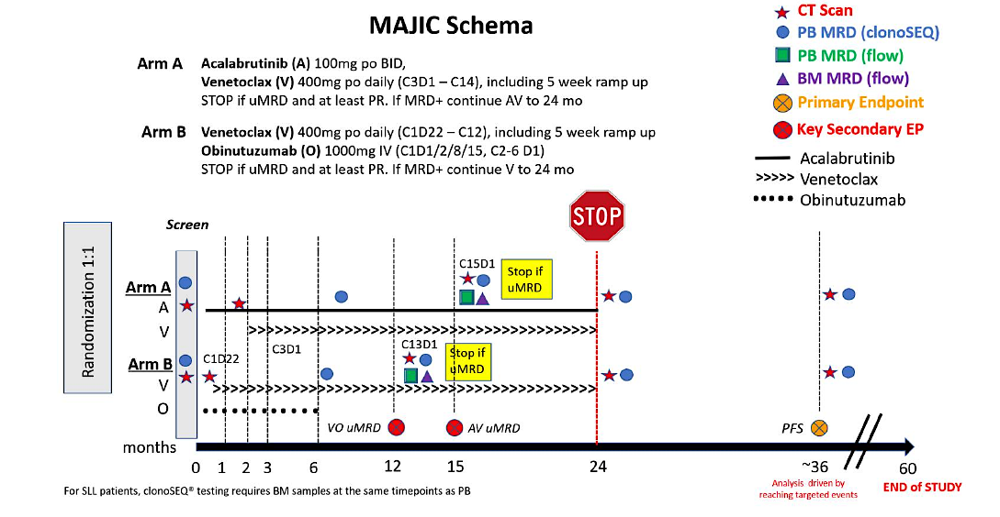 MAJIC Schema
CT Scan
PB MRD (clonoSEQ)
PB MRD (flow)
BM MRD (flow)
Primary Endpoint
Key Secondary EP
Acalabrutinib
>>>>> Venetoclax
Obinutuzumab
Arm A Acalabrutinib (A) 100mg po BID,
Venetoclax (V) 400mg po daily (C3D1 – C14), including 5 week ramp up
STOP if uMRD and at least PR. If MRD+ continue AV to 24 mo
Arm B Venetoclax (V) 400mg po daily (C1D22 – C12), including 5 week ramp up
Obinutuzumab (O) 1000mg IV (C1D1/2/8/15, C2-6 D1)
STOP if uMRD and at least PR. If MRD+ continue V to 24 mo
STOP
Screen
Randomization 1:1
C15D1
Stop if
uMRD
Arm A
A
V
C3D1
C13D1
C1D22
Stop if
uMRD
Arm B
V
O
VO uMRD
AV uMRD
PFS
months
0 1 2 3 6 12 15 24 ~36 60
Analysis driven by
reaching targeted events
END of STUDY
For SLL patients, clonoSEQ® testing requires BM samples at the same timepoints as PB